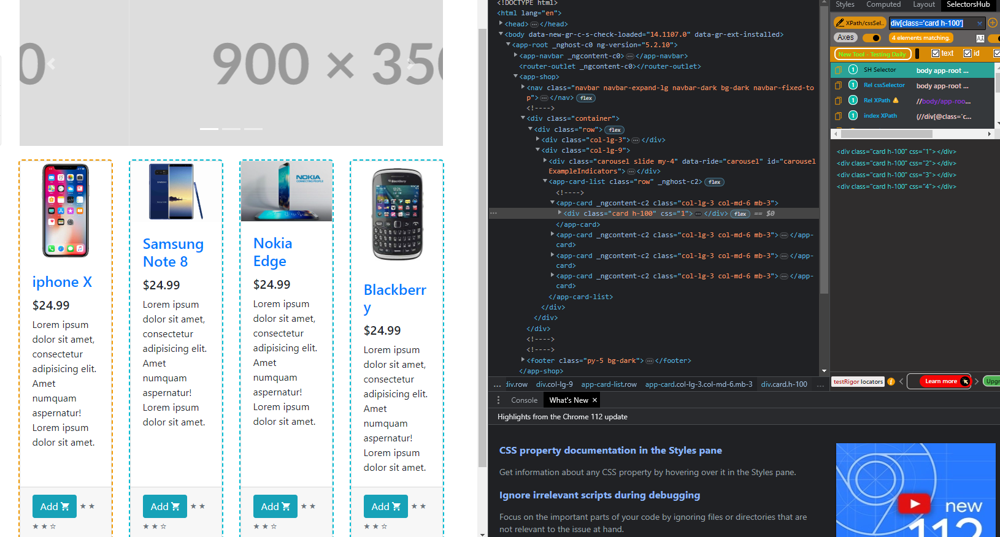 0
900 × 350
NOKIA
CONNECTING PEOPLE
BlackBerry
iphone X
$24.99
Lorem ipsum
dolor sit amet,
consectetur
adipisicing elit.
Amet
numquam
aspernatur!
Lorem ipsum
dolor sit amet.
Add
★ ★
★ ★ ☆
Samsung
Note 8
$24.99
Lorem ipsum
dolor sit amet,
consectetur
adipisicing elit.
Amet
numquam
aspernatur!
Lorem ipsum
dolor sit amet.
Add
★ ★
★ ★ ☆
Nokia
Edge
$24.99
Lorem ipsum
dolor sit amet,
consectetur
adipisicing elit.
Amet
numquam
aspernatur!
Lorem ipsum
dolor sit amet.
Add
★ ★
★ ★ ☆
Blackberr
y
$24.99
Lorem ipsum
dolor sit amet,
consectetur
adipisicing elit.
Amet
numquam
aspernatur!
Lorem ipsum
dolor sit amet.
Add
★ ★
★ ★ ☆
<!DOCTYPE html>
<html lang="en">
<head> ⋯ </head>
<body data-new-gr-c-s-check-loaded="14.1107.0" data-gr-ext-installed>
<app-root _nghost-c0 ng-version="5.2.10">
<app-navbar _ngcontent-c0> ⋯ </app-navbar>
<router-outlet _ngcontent-c0></router-outlet>
<app-shop>
<nav class="navbar navbar-expand-lg navbar-dark bg-dark navbar-fixed-to
p"> ⋯ </nav> flex
<!---->
<div class="container">
<div class="row"> flex
<div class="col-lg-3"> ⋯ </div>
<div class="col-lg-9">
<div class="carousel slide my-4" data-ride="carousel" id="carousel
ExampleIndicators"> ⋯ </div>
<app-card-list class="row" _nghost-c2> flex
<!---->
<app-card _ngcontent-c2 class="col-lg-3 col-md-6 mb-3">
⋯ <div class="card h-100" css="1"> ⋯ </div> flex == $0
</app-card>
<app-card _ngcontent-c2 class="col-lg-3 col-md-6 mb-3"> ⋯ </app-
card>
<app-card _ngcontent-c2 class="col-lg-3 col-md-6 mb-3"> ⋯ </app-
card>
<app-card _ngcontent-c2 class="col-lg-3 col-md-6 mb-3"> ⋯ </app-
card>
</app-card-list>
</div>
</div>
</div>
<!---->
<!---->
<footer class="py-5 bg-dark"> ⋯ </footer>
</app-shop>
... div.row div.col-lg-9 app-card-list.row app-card.col-lg-3.col-md-6.mb-3 div.card.h-100 ...
Styles Computed Layout SelectorsHub
XPath/cssSel.. div[class='card h-100']
Axes 4 elements matching.
New Tool - Testing Daily text id
1 SH Selector body app-root ...
1 Rel cssSelector body app-root ...
1 Rel XPath //body/app-roo...
1 index XPath (//div[@class='c...
<div class="card h-100" css="1"></div>
<div class="card h-100" css="2"></div>
<div class="card h-100" css="3"></div>
<div class="card h-100" css="4"></div>
testRigor locators i Learn more Upgr
Console What's New ×
Highlights from the Chrome 112 update
CSS property documentation in the Styles pane
Get information about any CSS property by hovering over it in the Styles pane.
Ignore irrelevant scripts during debugging
Focus on the important parts of your code by ignoring files or directories that are
not relevant to the issue at hand.
new
112